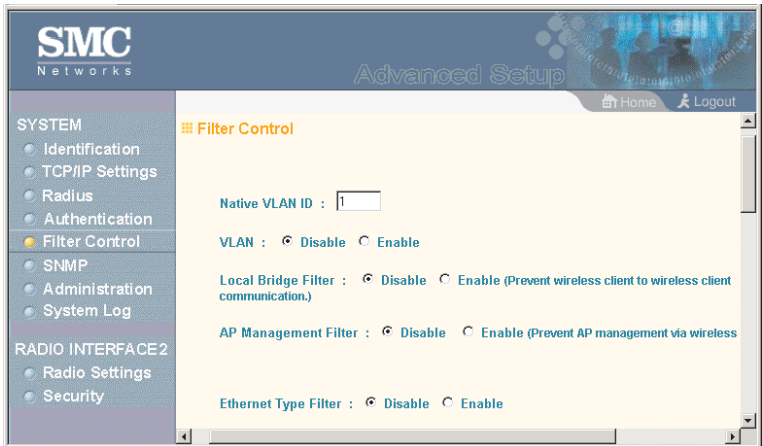 SMC
Networks
Advanced Setup
Home
Logout
SYSTEM
Identification
TCP/IP Settings
Radius
Authentication
Filter Control
SNMP
Administration
System Log
RADIO INTERFACE2
Radio Settings
Security
Filter Control
Native VLAN ID : 1
VLAN : Disable Enable
Local Bridge Filter : Disable Enable (Prevent wireless client to wireless client
communication.)
AP Management Filter : Disable Enable (Prevent AP management via wireless
Ethernet Type Filter : Disable Enable